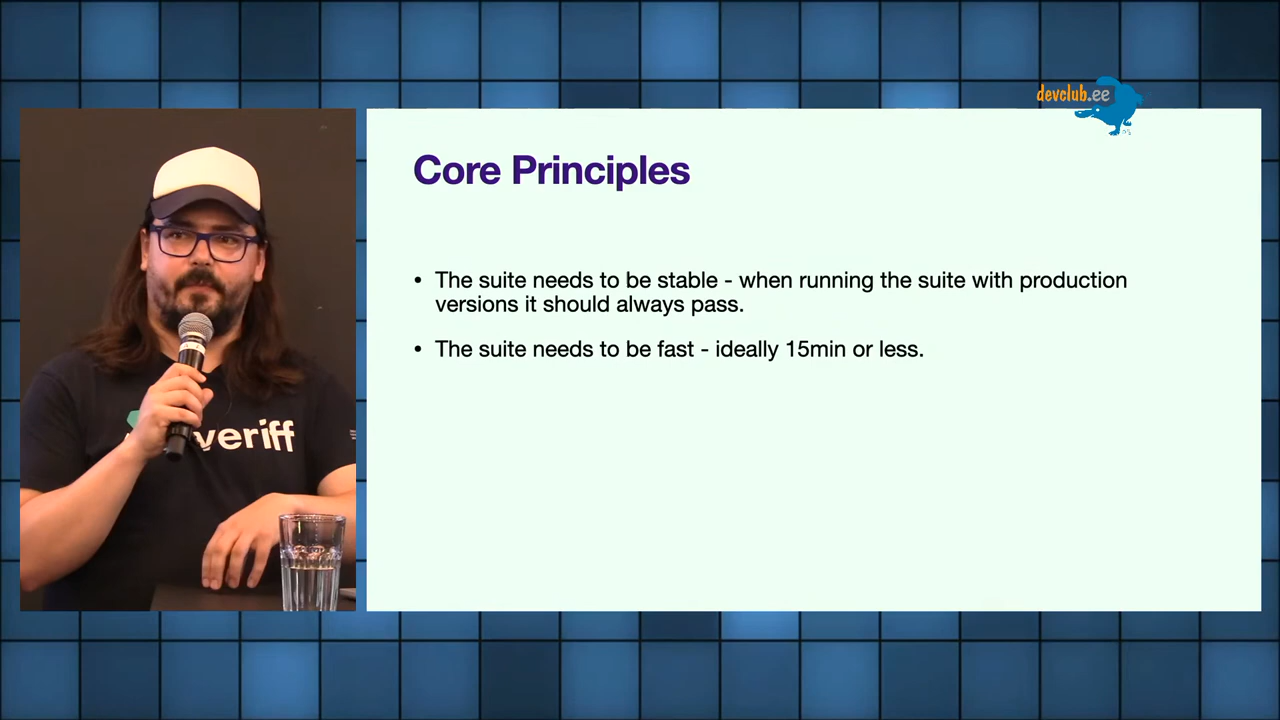 devclub.ee
Core Principles
• The suite needs to be stable - when running the suite with production
versions it should always pass.
• The suite needs to be fast - ideally 15min or less.
veriff